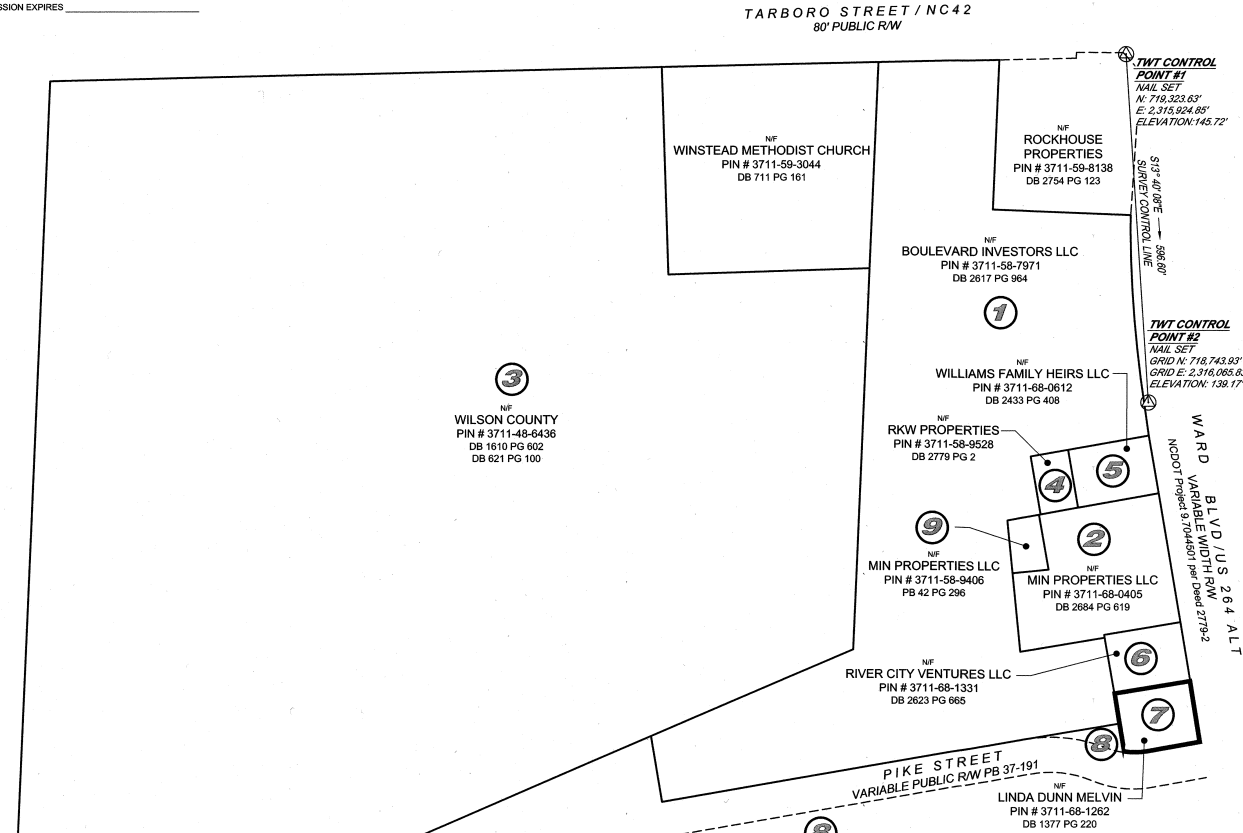 SSION EXPIRES
TARBORO STREET / NC42
80' PUBLIC R/W
TWT CONTROL
POINT #1
NAIL SET
N: 719,323.63'
E: 2,315,924.85'
ELEVATION:145.72'
N/F
WINSTEAD METHODIST CHURCH
PIN # 3711-59-3044
DB 711 PG 161
N/F
ROCKHOUSE
PROPERTIES
PIN # 3711-59-8138
DB 2754 PG 123
S13° 40' 08"E 596.60'
SURVEY CONTROL LINE
N/F
BOULEVARD INVESTORS LLC
PIN # 3711-58-7971
DB 2617 PG 964
1
TWT CONTROL
POINT #2
NAIL SET
GRID N: 718,743.93'
GRID E: 2,316,065.83
ELEVATION: 139.17'
3
N/F
WILSON COUNTY
PIN # 3711-48-6436
DB 1610 PG 602
DB 621 PG 100
N/F
WILLIAMS FAMILY HEIRS LLC
PIN # 3711-68-0612
DB 2433 PG 408
N/F
RKW PROPERTIES
PIN # 3711-58-9528
DB 2779 PG 2
4
5
WARD BLVD / US 264 ALT
VARIABLE WIDTH R/W
NCDOT Project 9.7044501 per Deed 2779-2
9
N/F
MIN PROPERTIES LLC
PIN # 3711-58-9406
PB 42 PG 296
2
N/F
MIN PROPERTIES LLC
PIN # 3711-68-0405
DB 2684 PG 619
N/F
RIVER CITY VENTURES LLC
PIN # 3711-68-1331
DB 2623 PG 665
6
7
8
PIKE STREET
VARIABLE PUBLIC R/W PB 37-191
N/F
LINDA DUNN MELVIN
PIN # 3711-68-1262
DB 1377 PG 220
8